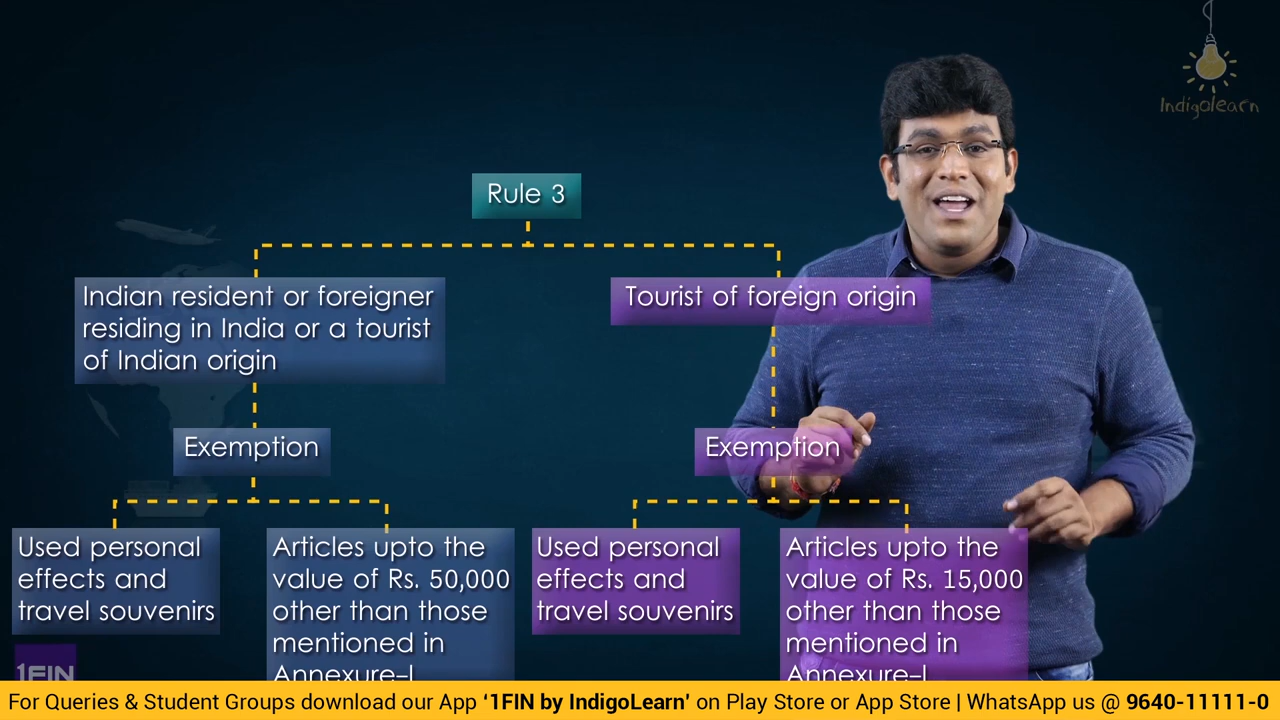 Indigolearn
Rule 3
Indian resident or foreigner
residing in India or a tourist
of Indian origin
Tourist of foreign origin
Exemption
Exemption
Used personal
effects and
travel souvenirs
Articles upto the
value of Rs. 50,000
other than those
mentioned in
Annexure-I
Used personal
effects and
travel souvenirs
Articles upto the
value of Rs. 15,000
other than those
mentioned in
Annexure-I
1FIN
For Queries & Student Groups download our App ‘1FIN by IndigoLearn’ on Play Store or App Store | WhatsApp us @ 9640-11111-0